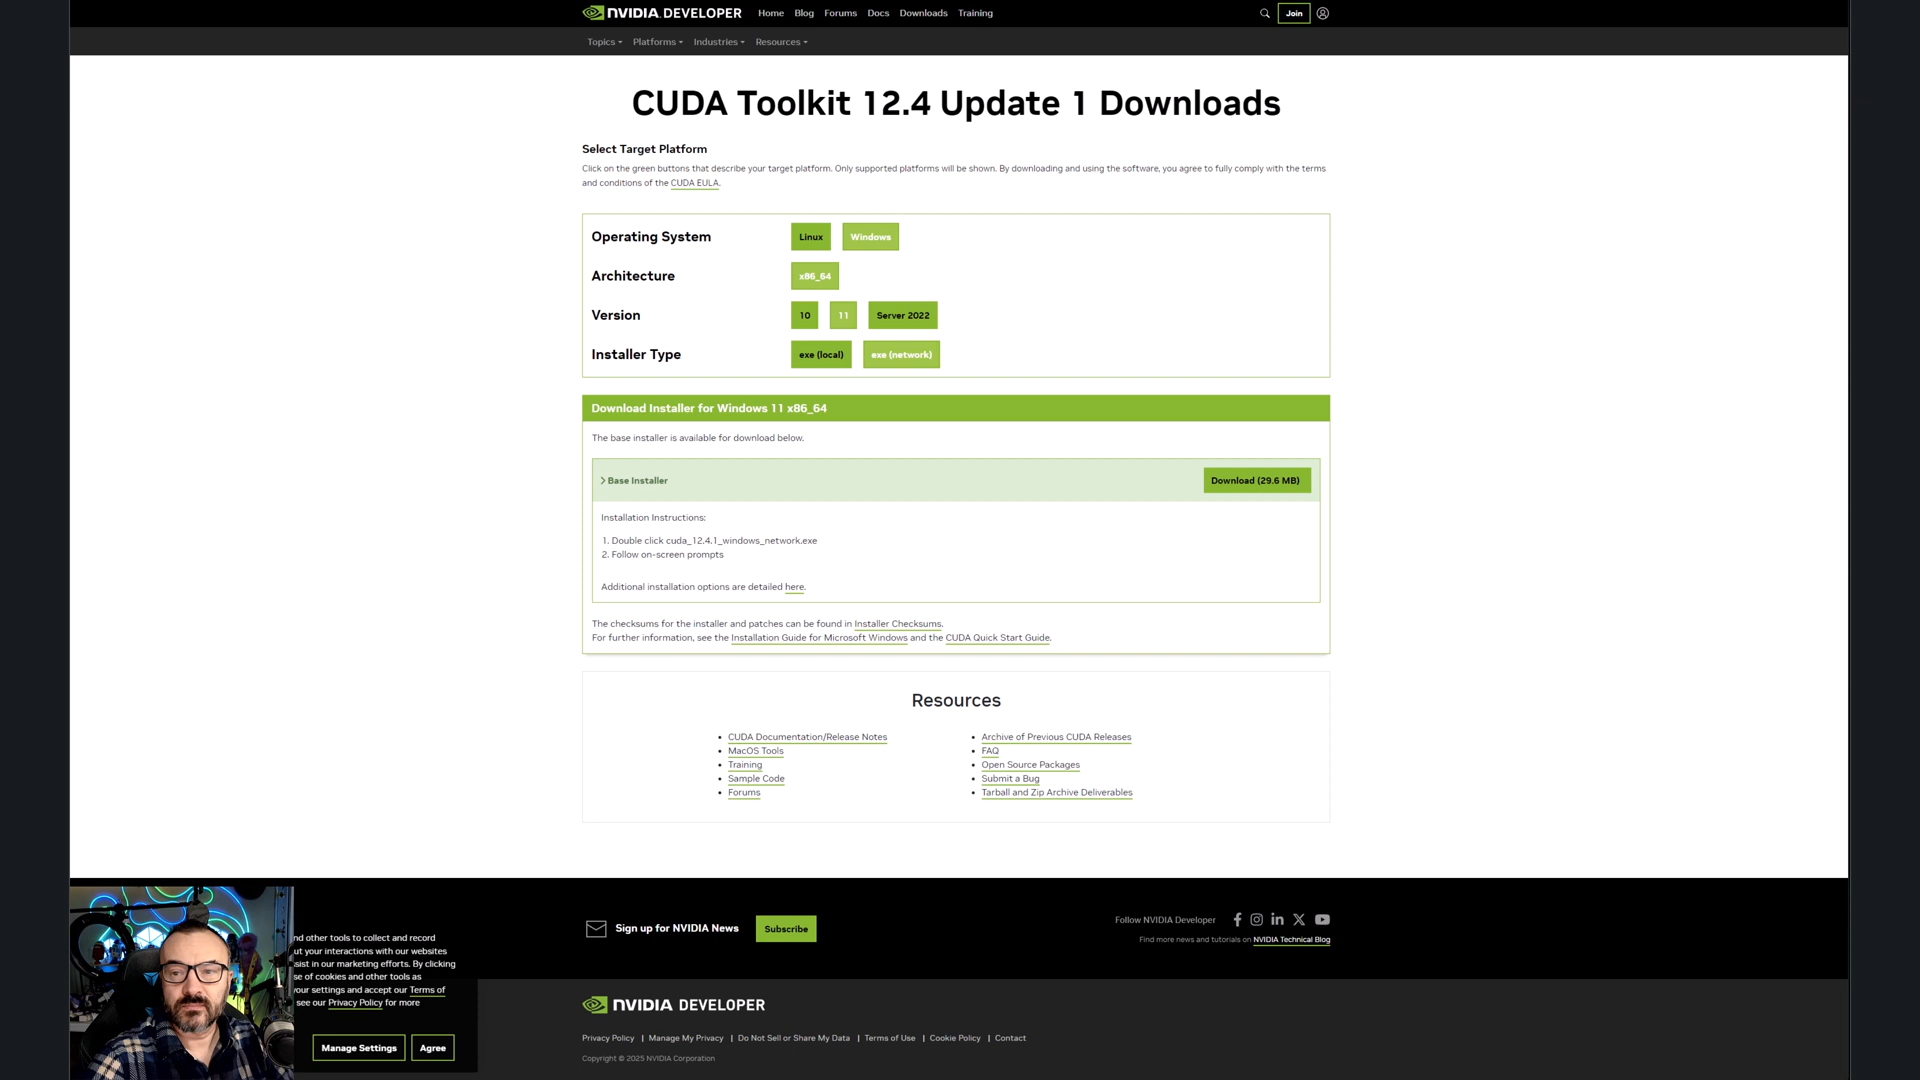 NVIDIA. DEVELOPER Home Blog Forums Docs Downloads Training Join
Topics Platforms Industries Resources
CUDA Toolkit 12.4 Update 1 Downloads
Select Target Platform
Click on the green buttons that describe your target platform. Only supported platforms will be shown. By downloading and using the software, you agree to fully comply with the terms
and conditions of the CUDA EULA.
Operating System Linux Windows
Architecture x86_64
Version 10 11 Server 2022
Installer Type exe (local) exe (network)
Download Installer for Windows 11 x86_64
The base installer is available for download below.
Base Installer Download (29.6 MB)
Installation Instructions:
1. Double click cuda_12.4.1_windows_network.exe
2. Follow on-screen prompts
Additional installation options are detailed here.
The checksums for the installer and patches can be found in Installer Checksums.
For further information, see the Installation Guide for Microsoft Windows and the CUDA Quick Start Guide.
Resources
CUDA Documentation/Release Notes
MacOS Tools
Training
Sample Code
Forums
Archive of Previous CUDA Releases
FAQ
Open Source Packages
Submit a Bug
Tarball and Zip Archive Deliverables
Sign up for NVIDIA News Subscribe
Follow NVIDIA Developer
Find more news and tutorials on NVIDIA Technical Blog
and other tools to collect and record
ut your interactions with our websites
sist in our marketing efforts. By clicking
se of cookies and other tools as
your settings and accept our Terms of
see our Privacy Policy for more
Manage Settings Agree
NVIDIA DEVELOPER
Privacy Policy | Manage My Privacy | Do Not Sell or Share My Data | Terms of Use | Cookie Policy | Contact
Copyright © 2025 NVIDIA Corporation